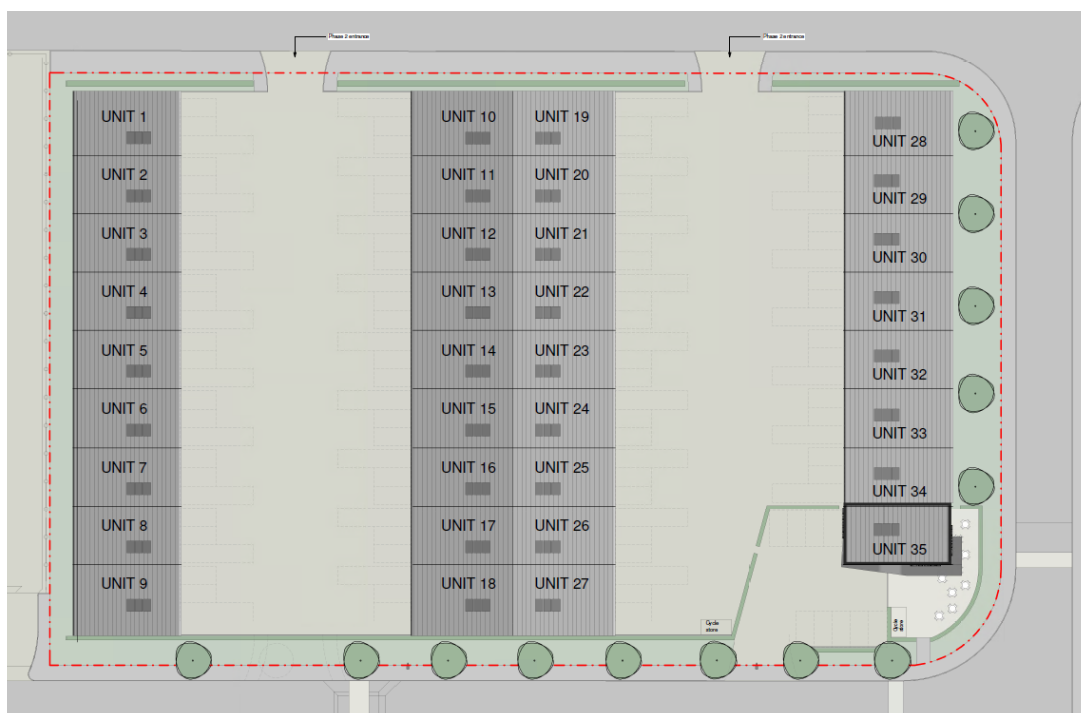 Phase 2 entrance
Phase 2 entrance
UNIT 1
UNIT 10
UNIT 19
UNIT 28
UNIT 2
UNIT 11
UNIT 20
UNIT 29
UNIT 3
UNIT 12
UNIT 21
UNIT 30
UNIT 4
UNIT 13
UNIT 22
UNIT 31
UNIT 5
UNIT 14
UNIT 23
UNIT 32
UNIT 6
UNIT 15
UNIT 24
UNIT 33
UNIT 7
UNIT 16
UNIT 25
UNIT 34
UNIT 8
UNIT 17
UNIT 26
UNIT 35
UNIT 9
UNIT 18
UNIT 27
Cycle
store
Cycle
store